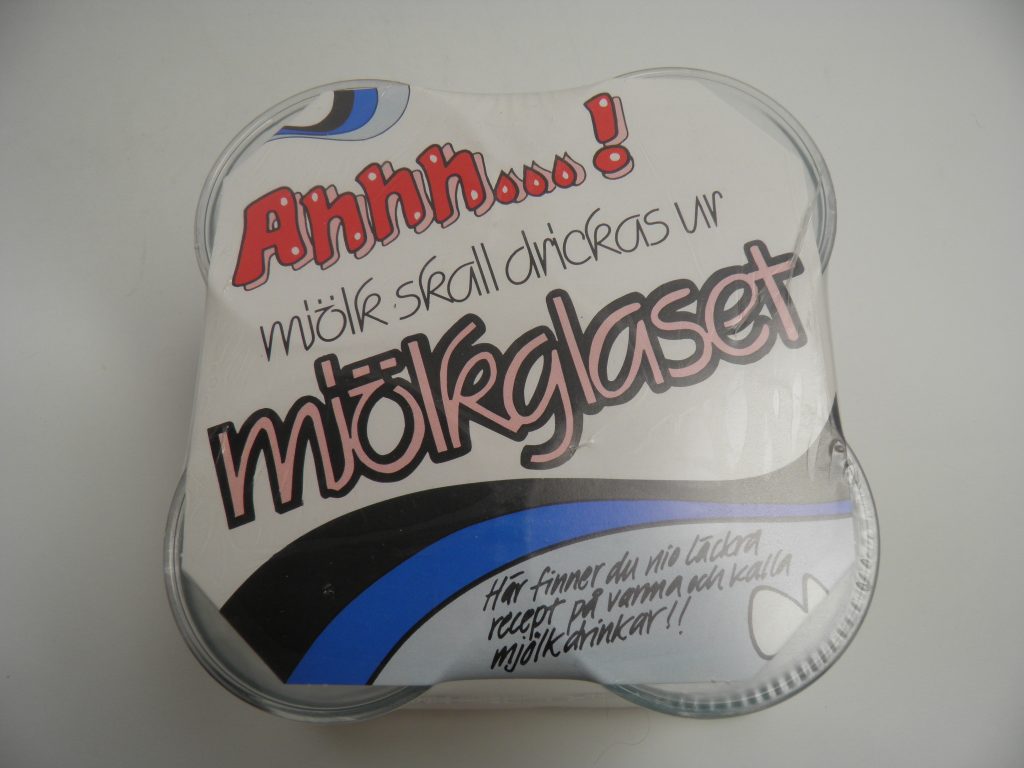 Ahhh...!
mjölk skall drickas ur
mjölkglaset
Här finner du nio läckra
recept på varma och kalla
mjölkdrinkar!!